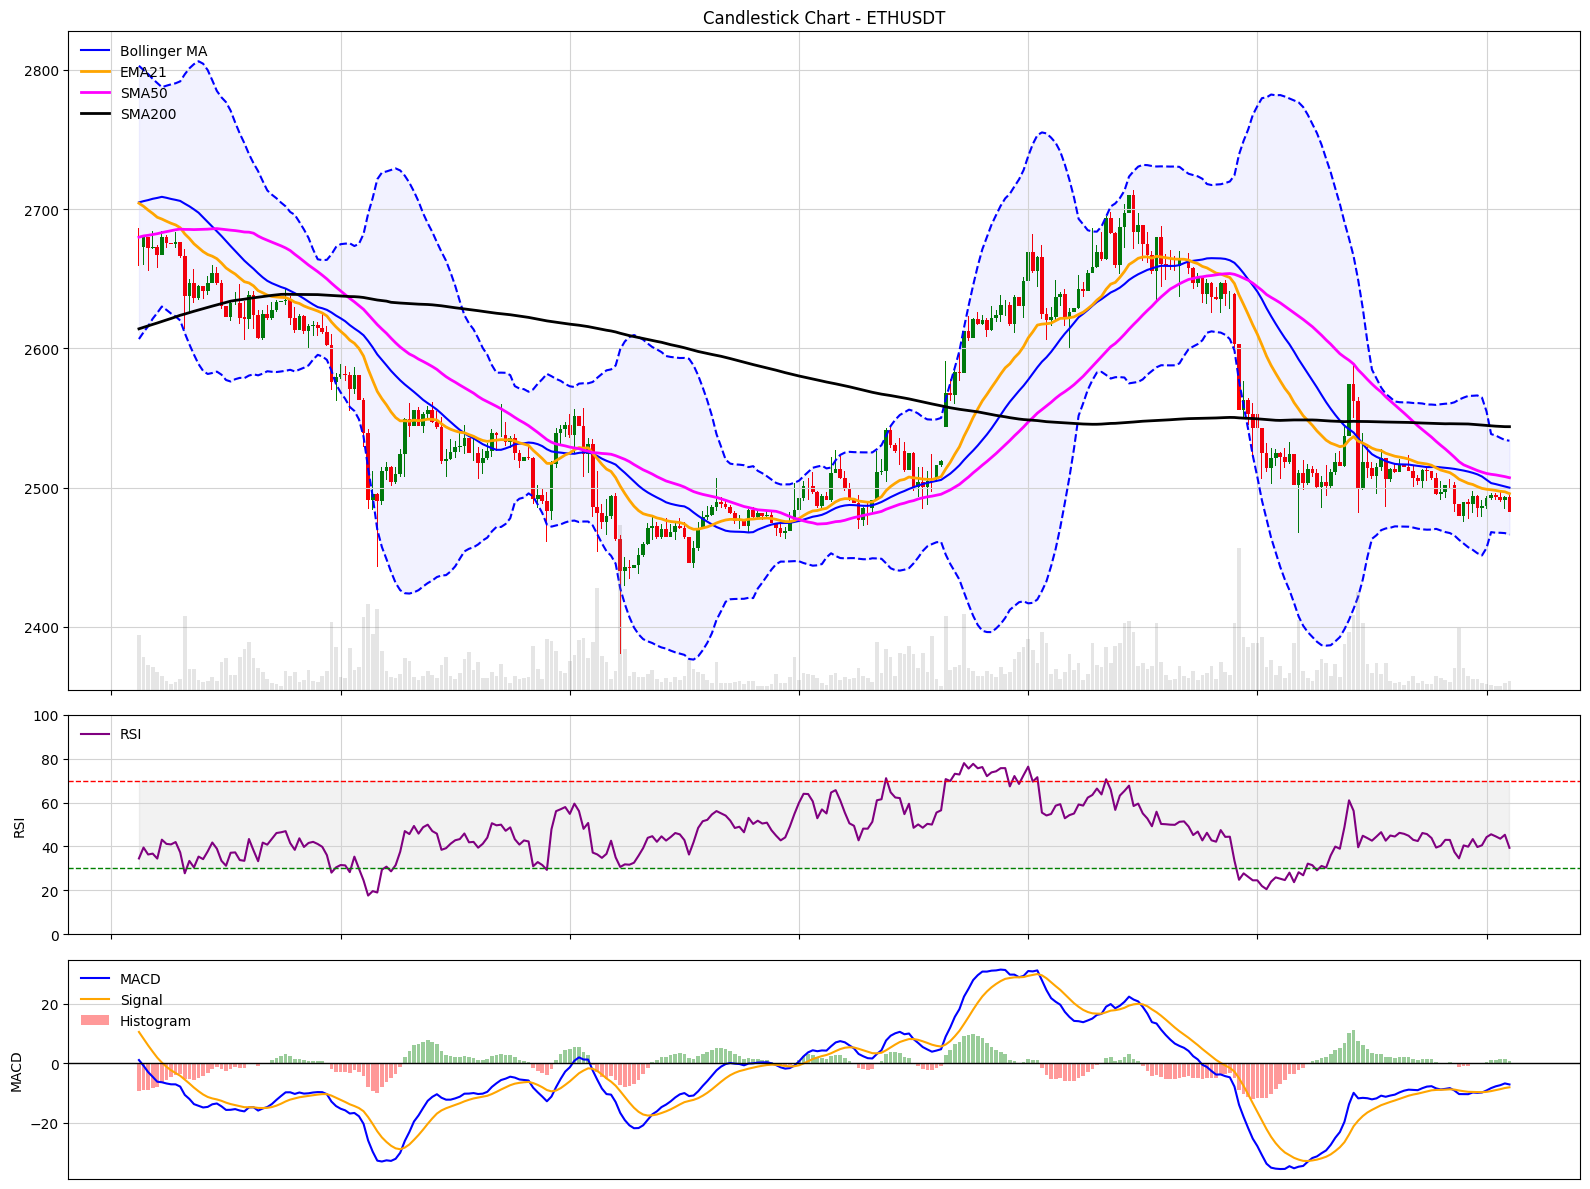 Candlestick Chart - ETHUSDT
Bollinger MA
EMA21
SMA50
SMA200
2800
2700
2600
2500
2400
RSI
100
80
60
40
20
0
RSI
MACD
Signal
Histogram
20
0
−20
MACD